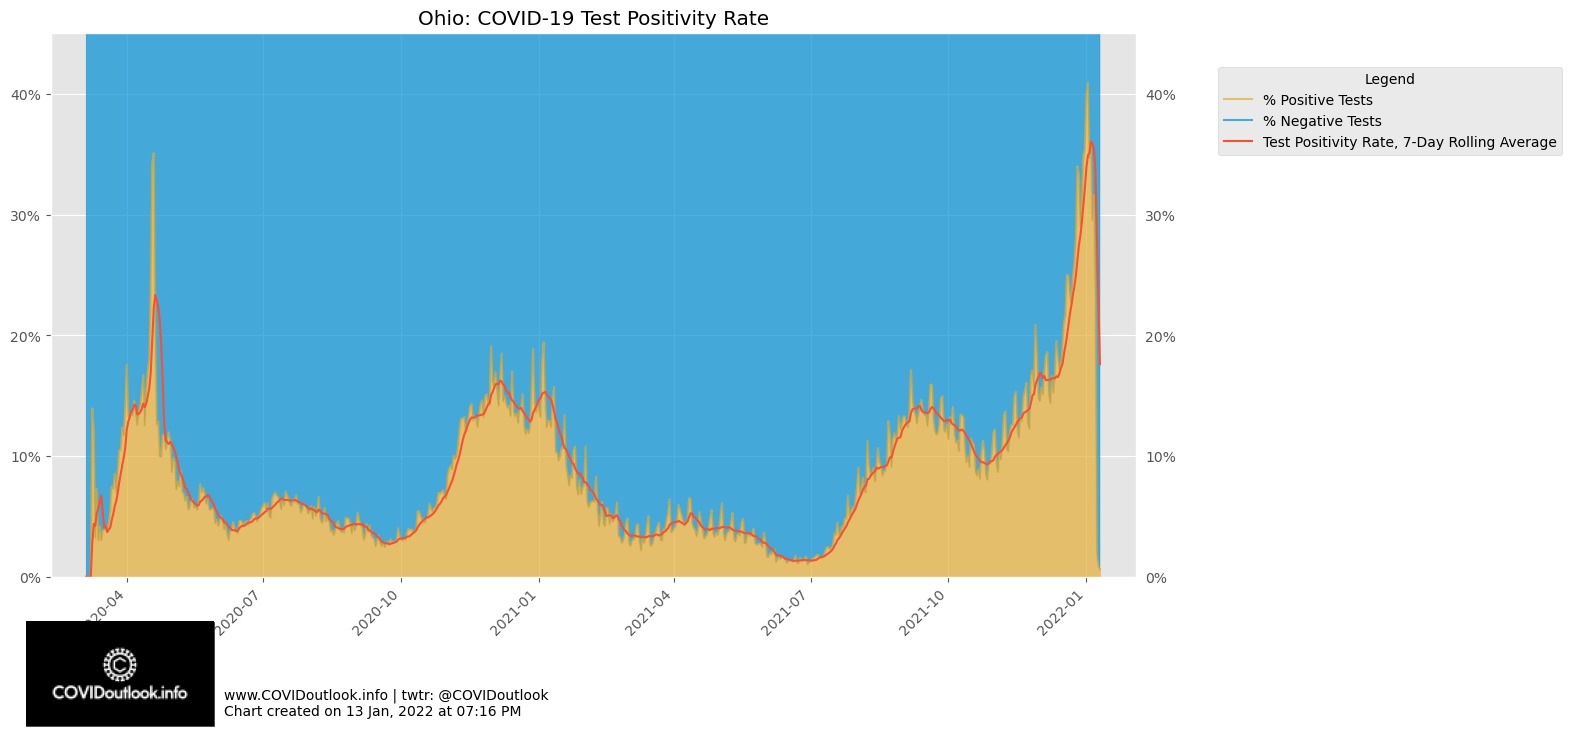 Ohio: COVID-19 Test Positivity Rate
40%
30%
20%
10%
0%
40%
30%
20%
10%
0%
2020-04
2020-07
2020-10
2021-01
2021-04
2021-07
2021-10
2022-01
Legend
% Positive Tests
% Negative Tests
Test Positivity Rate, 7-Day Rolling Average
COVIDoutlook.info
www.COVIDoutlook.info | twtr: @COVIDoutlook
Chart created on 13 Jan, 2022 at 07:16 PM